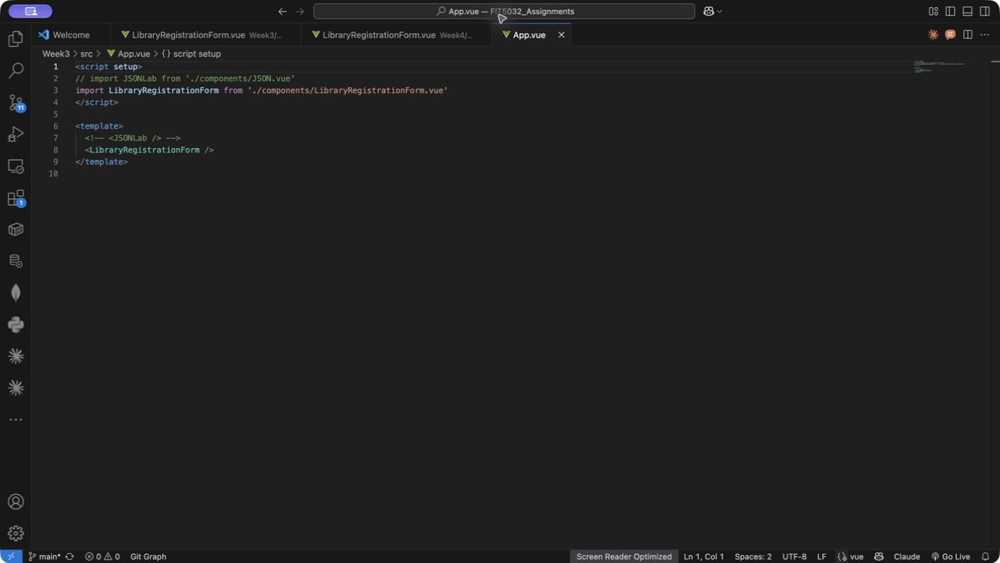 App.vue — FIT5032_Assignments
Welcome
LibraryRegistrationForm.vue Week3/...
LibraryRegistrationForm.vue Week4/...
App.vue
Week3 > src > App.vue > {} script setup
1 <script setup>
2 // import JSONLab from './components/JSON.vue'
3 import LibraryRegistrationForm from './components/LibraryRegistrationForm.vue'
4 </script>
5
6 <template>
7 <!-- <JSONLab /> -->
8 <LibraryRegistrationForm />
9 </template>
10
11
1
main*
0 0
Git Graph
Screen Reader Optimized
Ln 1, Col 1
Spaces: 2
UTF-8
LF
vue
Claude
Go Live